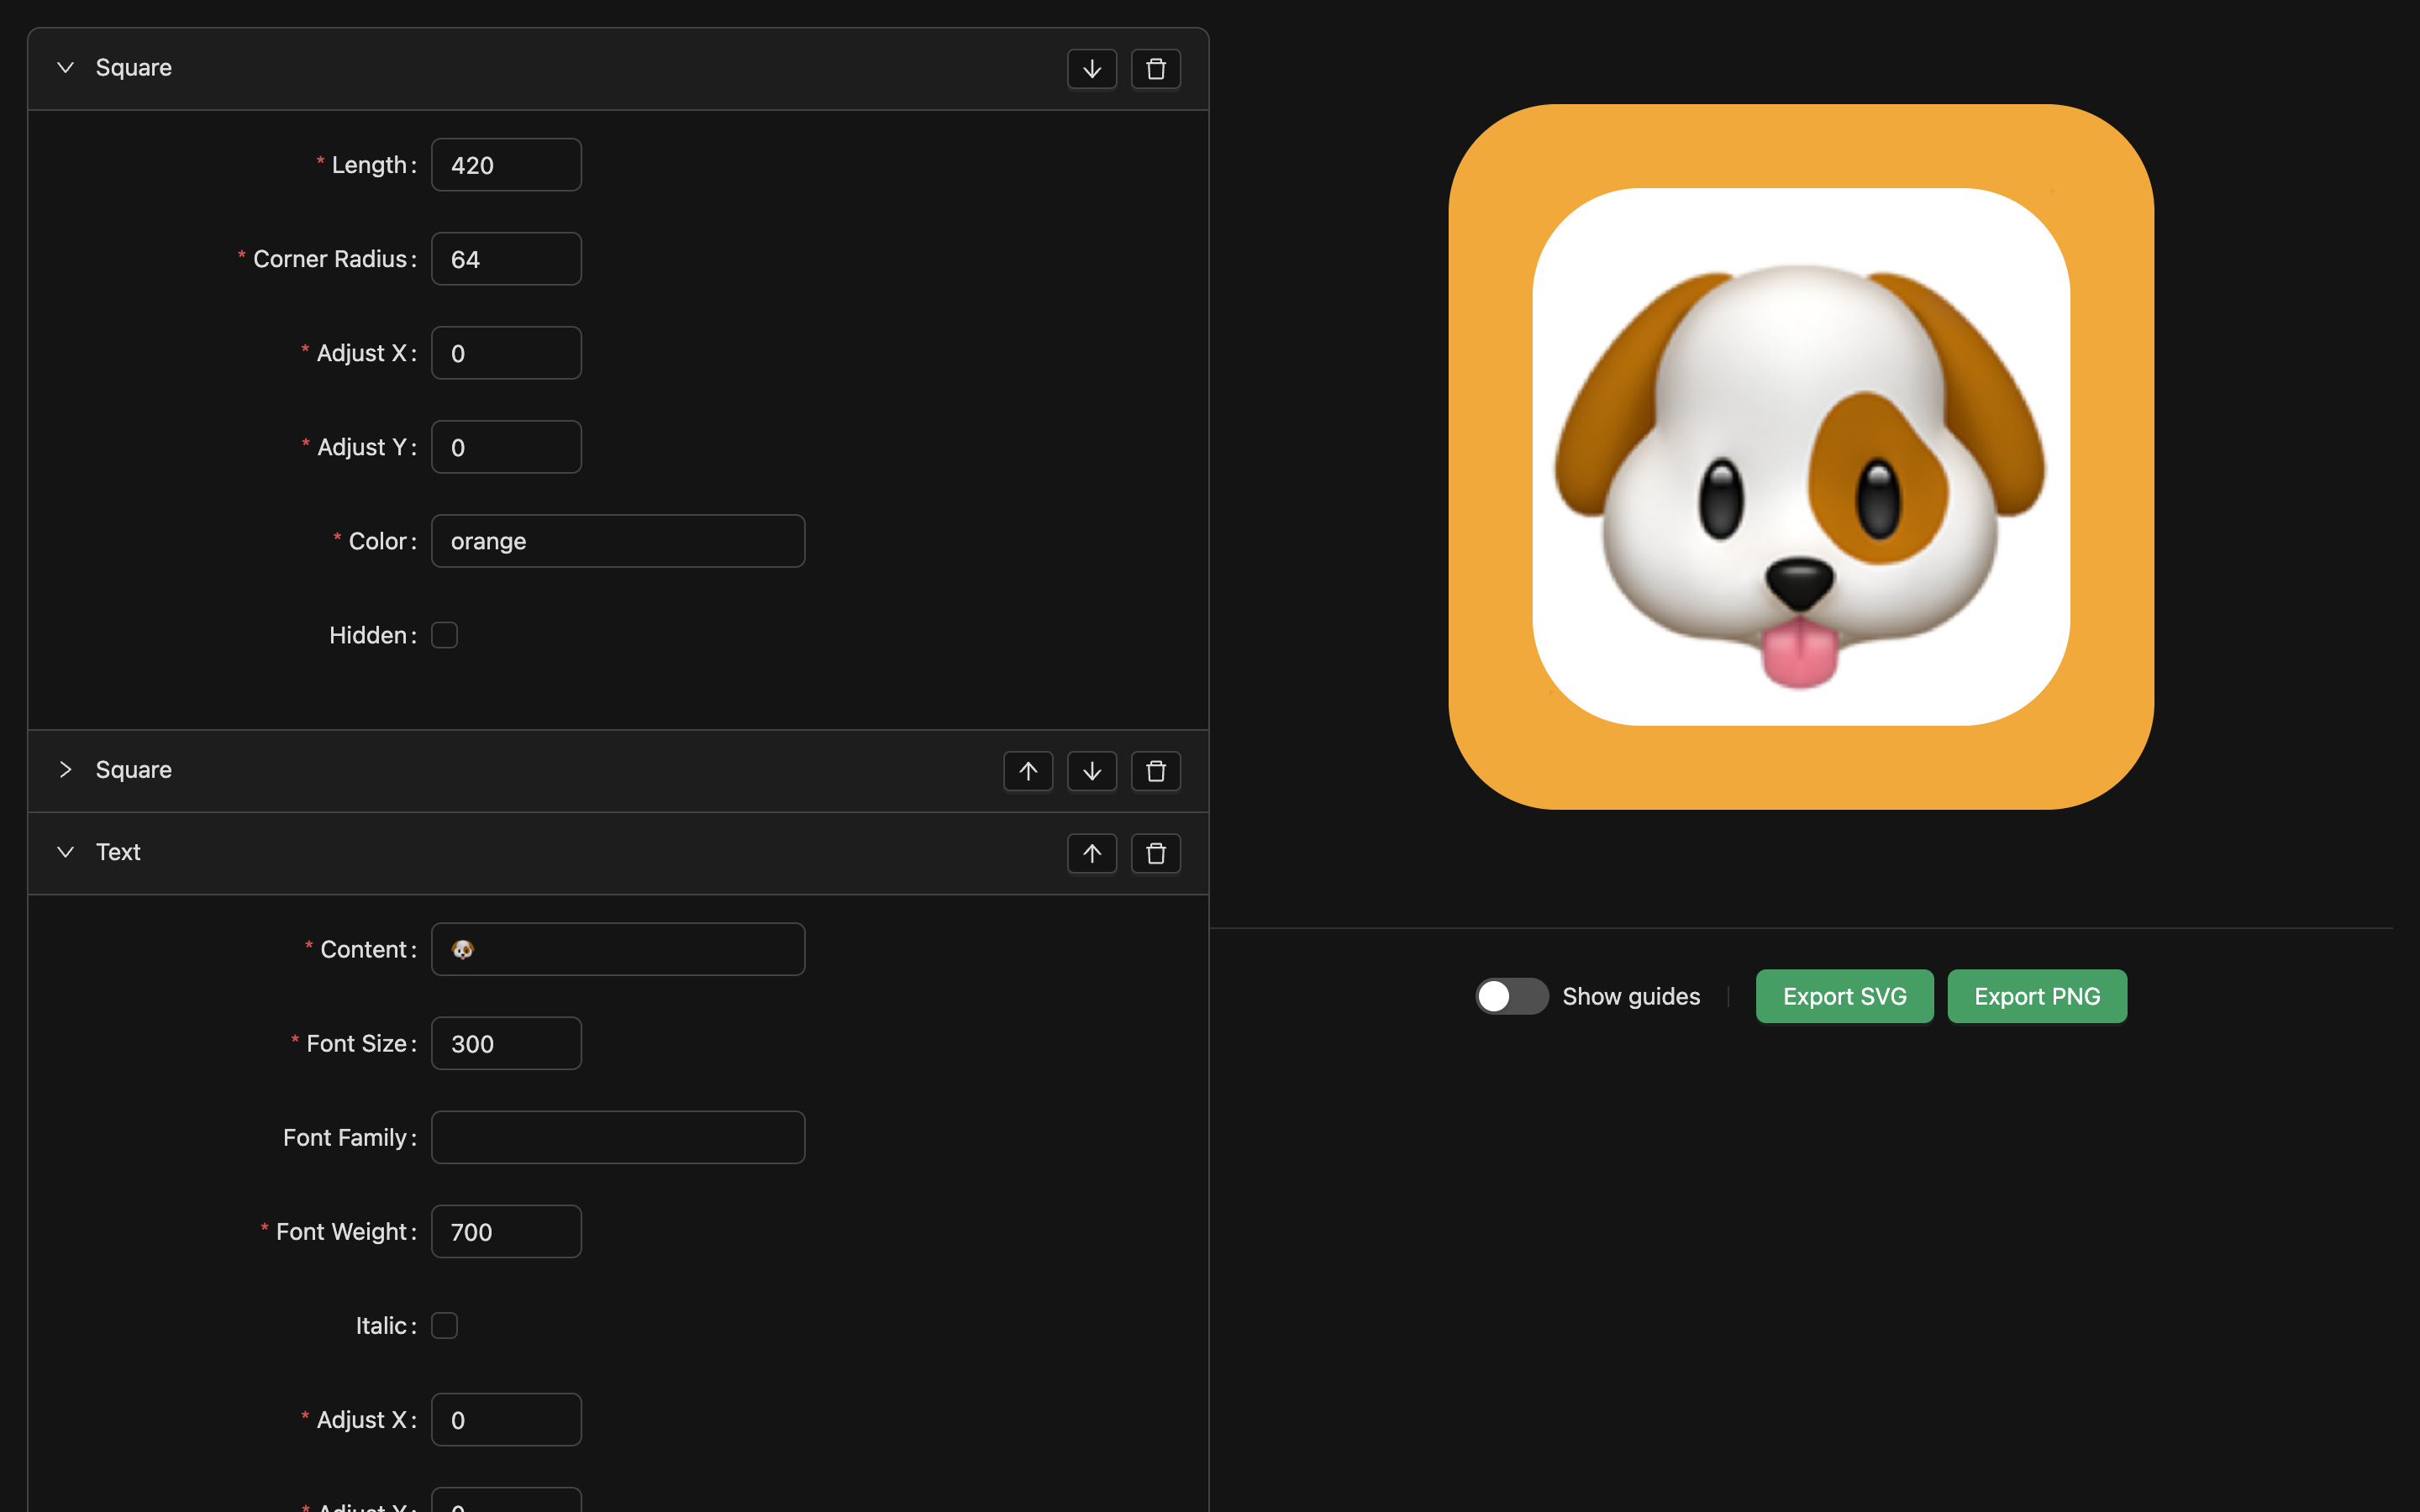 Square
* Length: 420
* Corner Radius: 64
* Adjust X: 0
* Adjust Y: 0
* Color: orange
Hidden:
Square
Text
* Content: 🐶
* Font Size: 300
Font Family:
* Font Weight: 700
Italic:
* Adjust X: 0
* Adjust Y: 0
Show guides
Export SVG
Export PNG